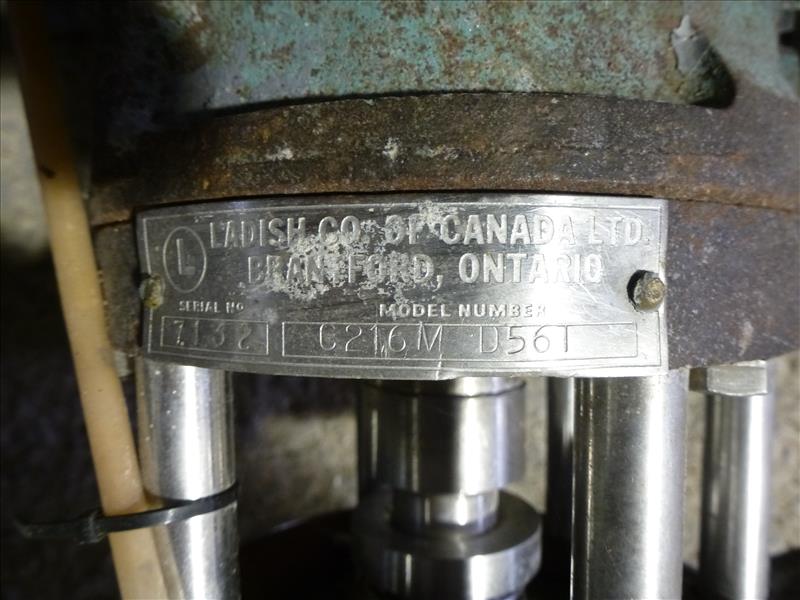 L LADISH CO. OF CANADA LTD.
BRANTFORD, ONTARIO
SERIAL NO MODEL NUMBER
7132 C216M D56T